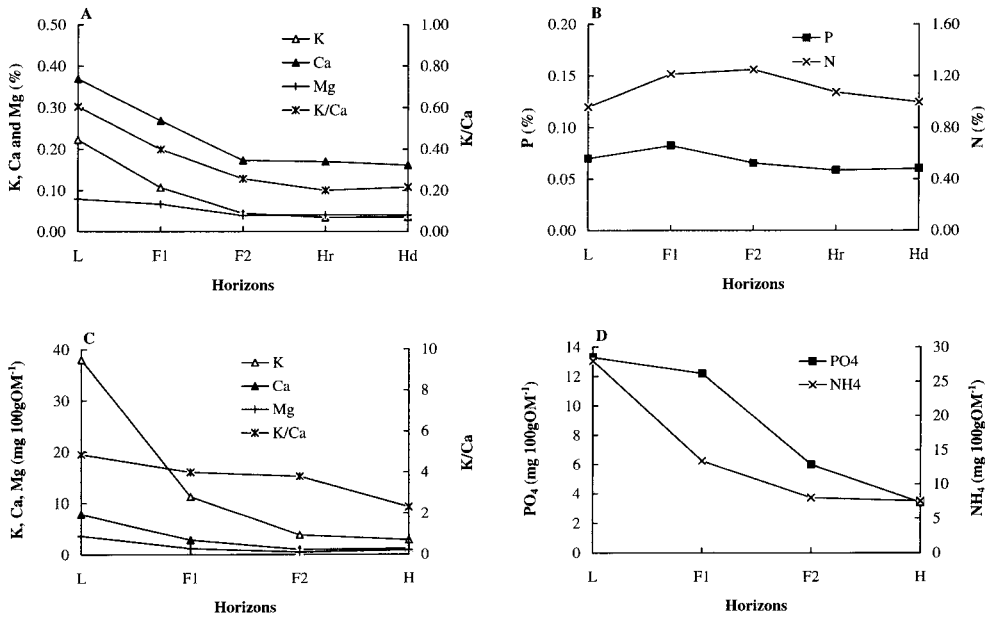 A
K, Ca and Mg (%)
0.50
0.40
0.30
0.20
0.10
0.00
K
Ca
Mg
K/Ca
1.00
0.80
0.60
0.40
0.20
0.00
K/Ca
L F1 F2 Hr Hd
Horizons
B
P (%)
0.20
0.15
0.10
0.05
0.00
P
N
1.60
1.20
0.80
0.40
0.00
N (%)
L F1 F2 Hr Hd
Horizons
C
K, Ca, Mg (mg 100gOM⁻¹)
40
30
20
10
0
K
Ca
Mg
K/Ca
10
8
6
4
2
0
K/Ca
L F1 F2 H
Horizons
D
PO₄ (mg 100gOM⁻¹)
14
12
10
8
6
4
2
0
PO4
NH4
30
25
20
15
10
5
0
NH₄ (mg 100gOM⁻¹)
L F1 F2 H
Horizons